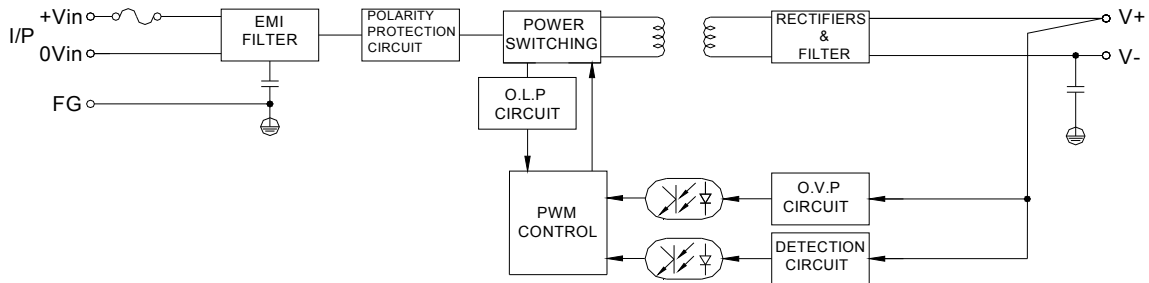 I/P
+Vin
0Vin
FG
EMI
FILTER
POLARITY
PROTECTION
CIRCUIT
POWER
SWITCHING
RECTIFIERS
&
FILTER
V+
V-
O.L.P
CIRCUIT
PWM
CONTROL
O.V.P
CIRCUIT
DETECTION
CIRCUIT